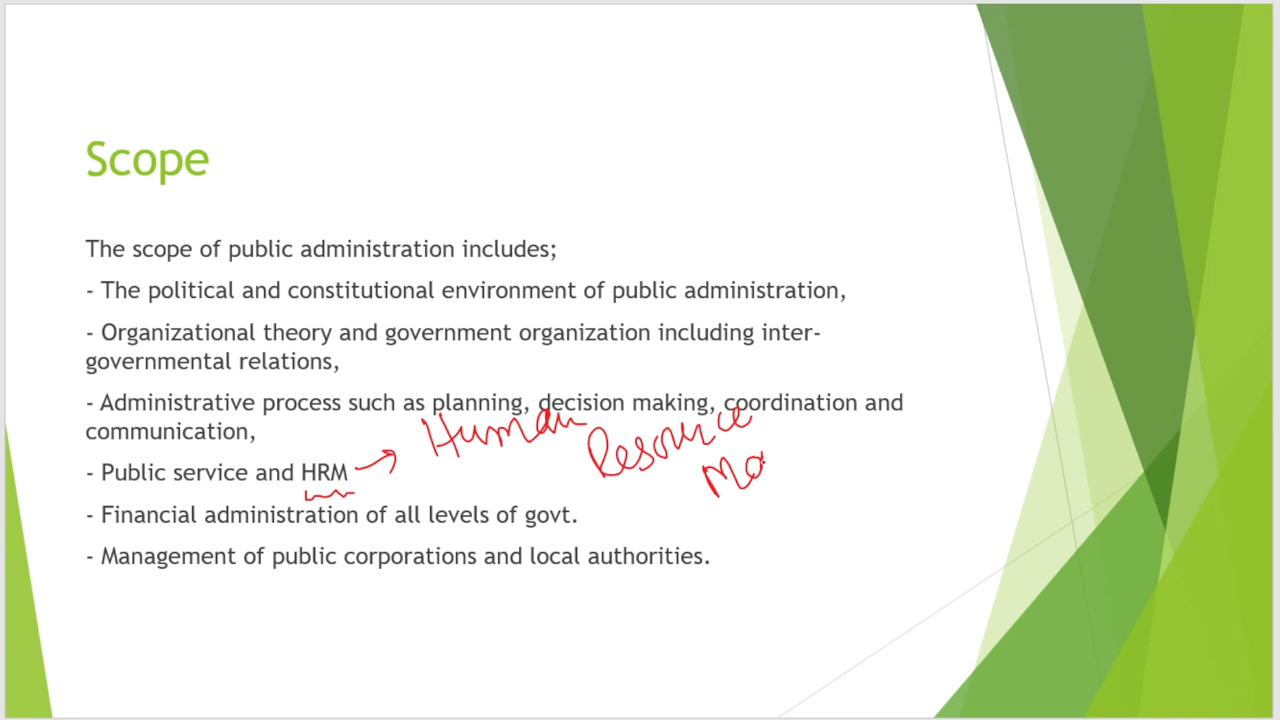 Scope
The scope of public administration includes;
- The political and constitutional environment of public administration,
- Organizational theory and government organization including inter-
governmental relations,
- Administrative process such as planning, decision making, coordination and
communication,
- Public service and HRM → Human Resource
Ma
- Financial administration of all levels of govt.
- Management of public corporations and local authorities.